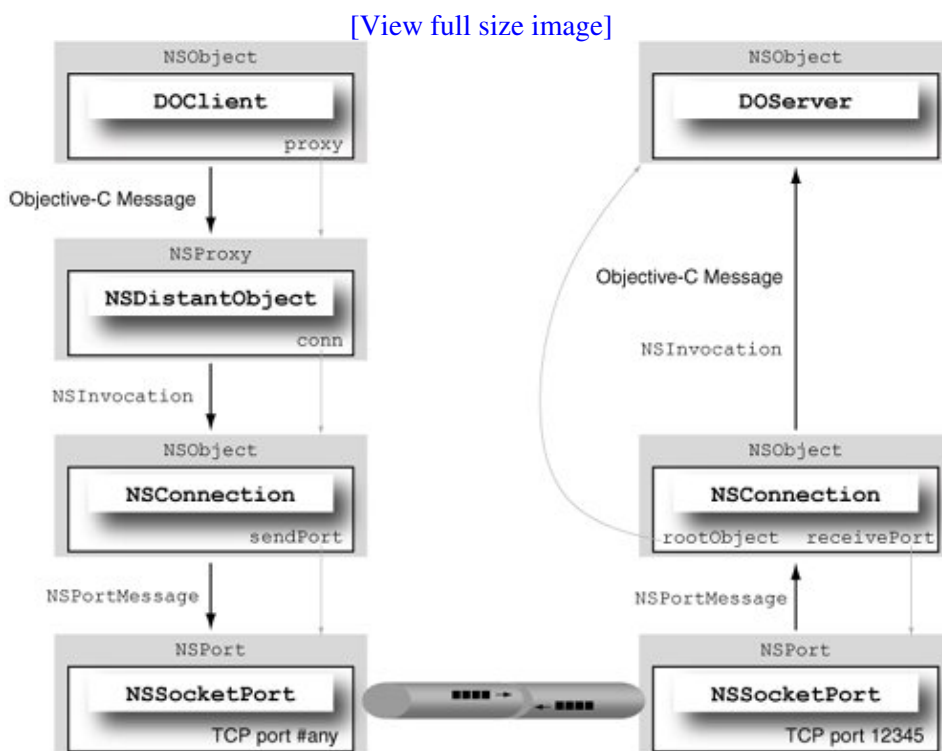 [View full size image]
NSObject
DOClient
proxy
Objective-C Message
NSProxy
NSDistantObject
conn
NSInvocation
NSObject
NSConnection
sendPort
NSPortMessage
NSPort
NSSocketPort
TCP port #any
NSObject
DOServer
Objective-C Message
NSInvocation
NSObject
NSConnection
rootObject receivePort
NSPortMessage
NSPort
NSSocketPort
TCP port 12345